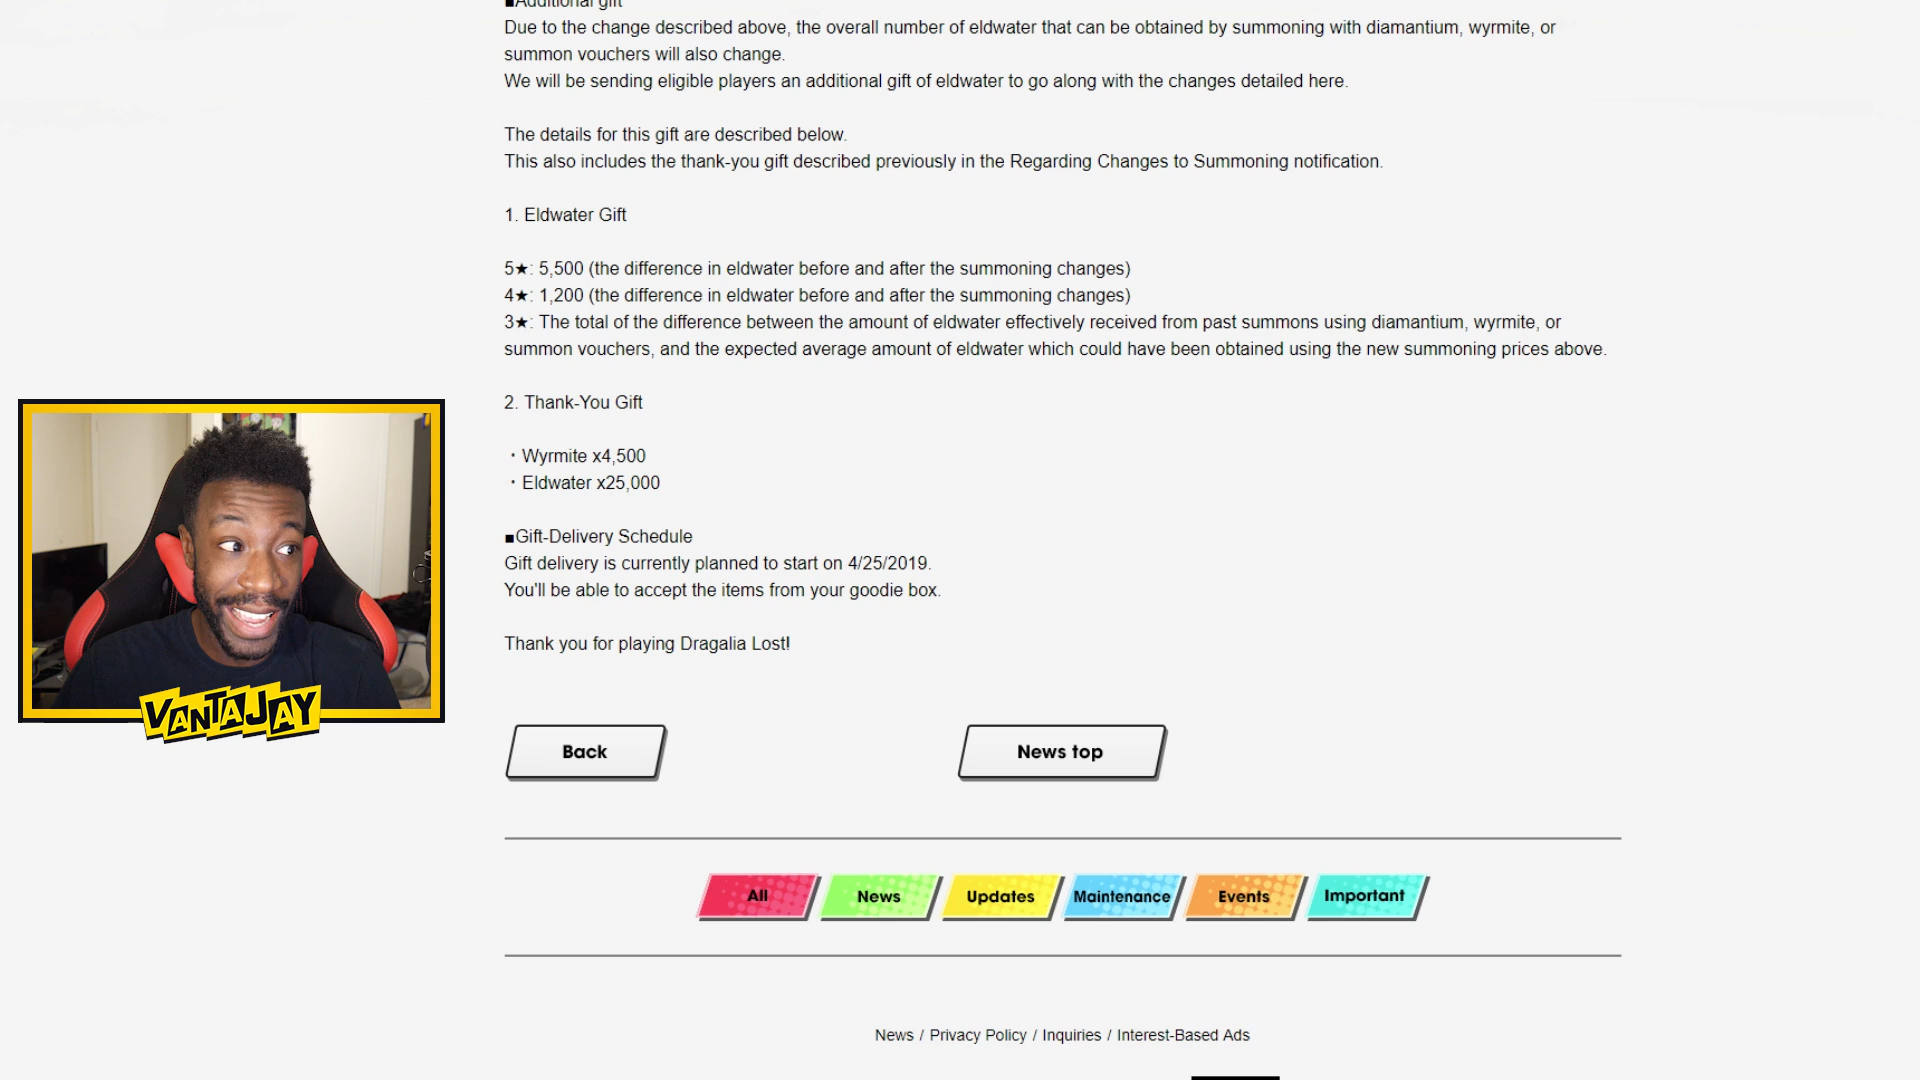 ■Additional gift
Due to the change described above, the overall number of eldwater that can be obtained by summoning with diamantium, wyrmite, or
summon vouchers will also change.
We will be sending eligible players an additional gift of eldwater to go along with the changes detailed here.
The details for this gift are described below.
This also includes the thank-you gift described previously in the Regarding Changes to Summoning notification.
1. Eldwater Gift
5★: 5,500 (the difference in eldwater before and after the summoning changes)
4★: 1,200 (the difference in eldwater before and after the summoning changes)
3★: The total of the difference between the amount of eldwater effectively received from past summons using diamantium, wyrmite, or
summon vouchers, and the expected average amount of eldwater which could have been obtained using the new summoning prices above.
2. Thank-You Gift
・Wyrmite x4,500
・Eldwater x25,000
■Gift-Delivery Schedule
Gift delivery is currently planned to start on 4/25/2019.
You'll be able to accept the items from your goodie box.
Thank you for playing Dragalia Lost!
VANTAJAY
Back
News top
All
News
Updates
Maintenance
Events
Important
News / Privacy Policy / Inquiries / Interest-Based Ads